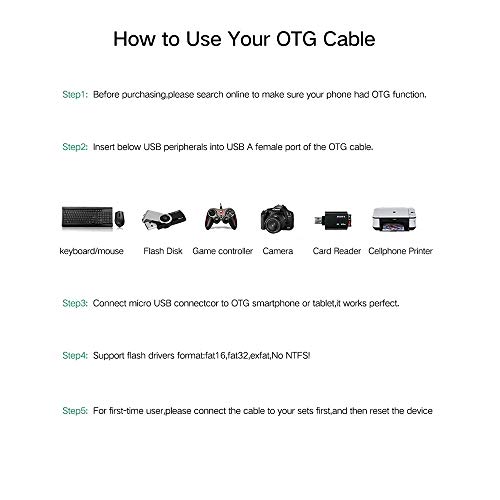 How to Use Your OTG Cable
Step1: Before purchasing,please search online to make sure your phone had OTG function.
Step2: Insert below USB peripherals into USB A female port of the OTG cable.
keyboard/mouse Flash Disk Game controller Camera Card Reader Cellphone Printer
Step3: Connect micro USB connectcor to OTG smartphone or tablet,it works perfect.
Step4: Support flash drivers format:fat16,fat32,exfat,No NTFS!
Step5: For first-time user,please connect the cable to your sets first,and then reset the device